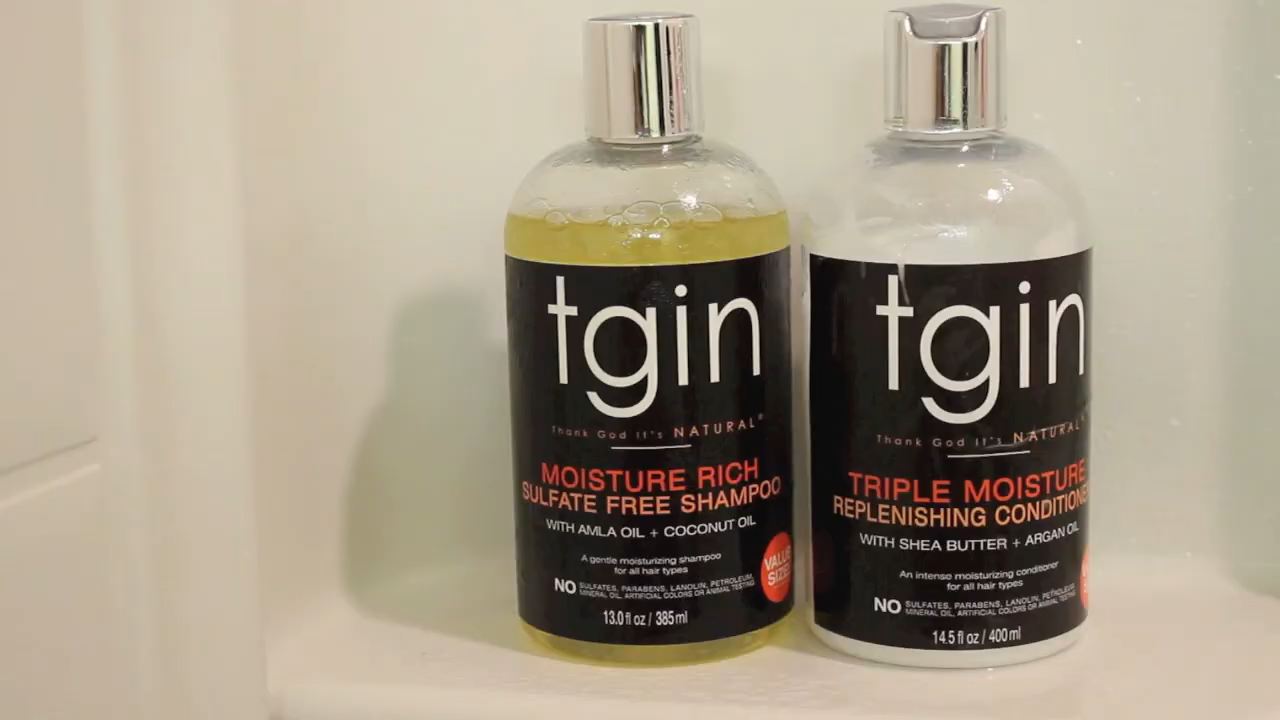 tgin
Thank God It's NATURAL®
MOISTURE RICH
SULFATE FREE SHAMPOO
WITH AMLA OIL + COCONUT OIL
A gentle moisturizing shampoo
for all hair types
NO SULFATES, PARABENS, LANOLIN, PETROLEUM,
MINERAL OIL, ARTIFICIAL COLORS OR ANIMAL TESTING
VALUE
SIZE!
13.0 fl oz / 385 ml
tgin
Thank God It's NATURAL
TRIPLE MOISTURE
REPLENISHING CONDITIONE
WITH SHEA BUTTER + ARGAN OIL
An intense moisturizing conditioner
for all hair types
NO SULFATES, PARABENS, LANOLIN, PETROLEUM,
MINERAL OIL, ARTIFICIAL COLORS OR ANIMAL TESTING
14.5 fl oz / 400 ml